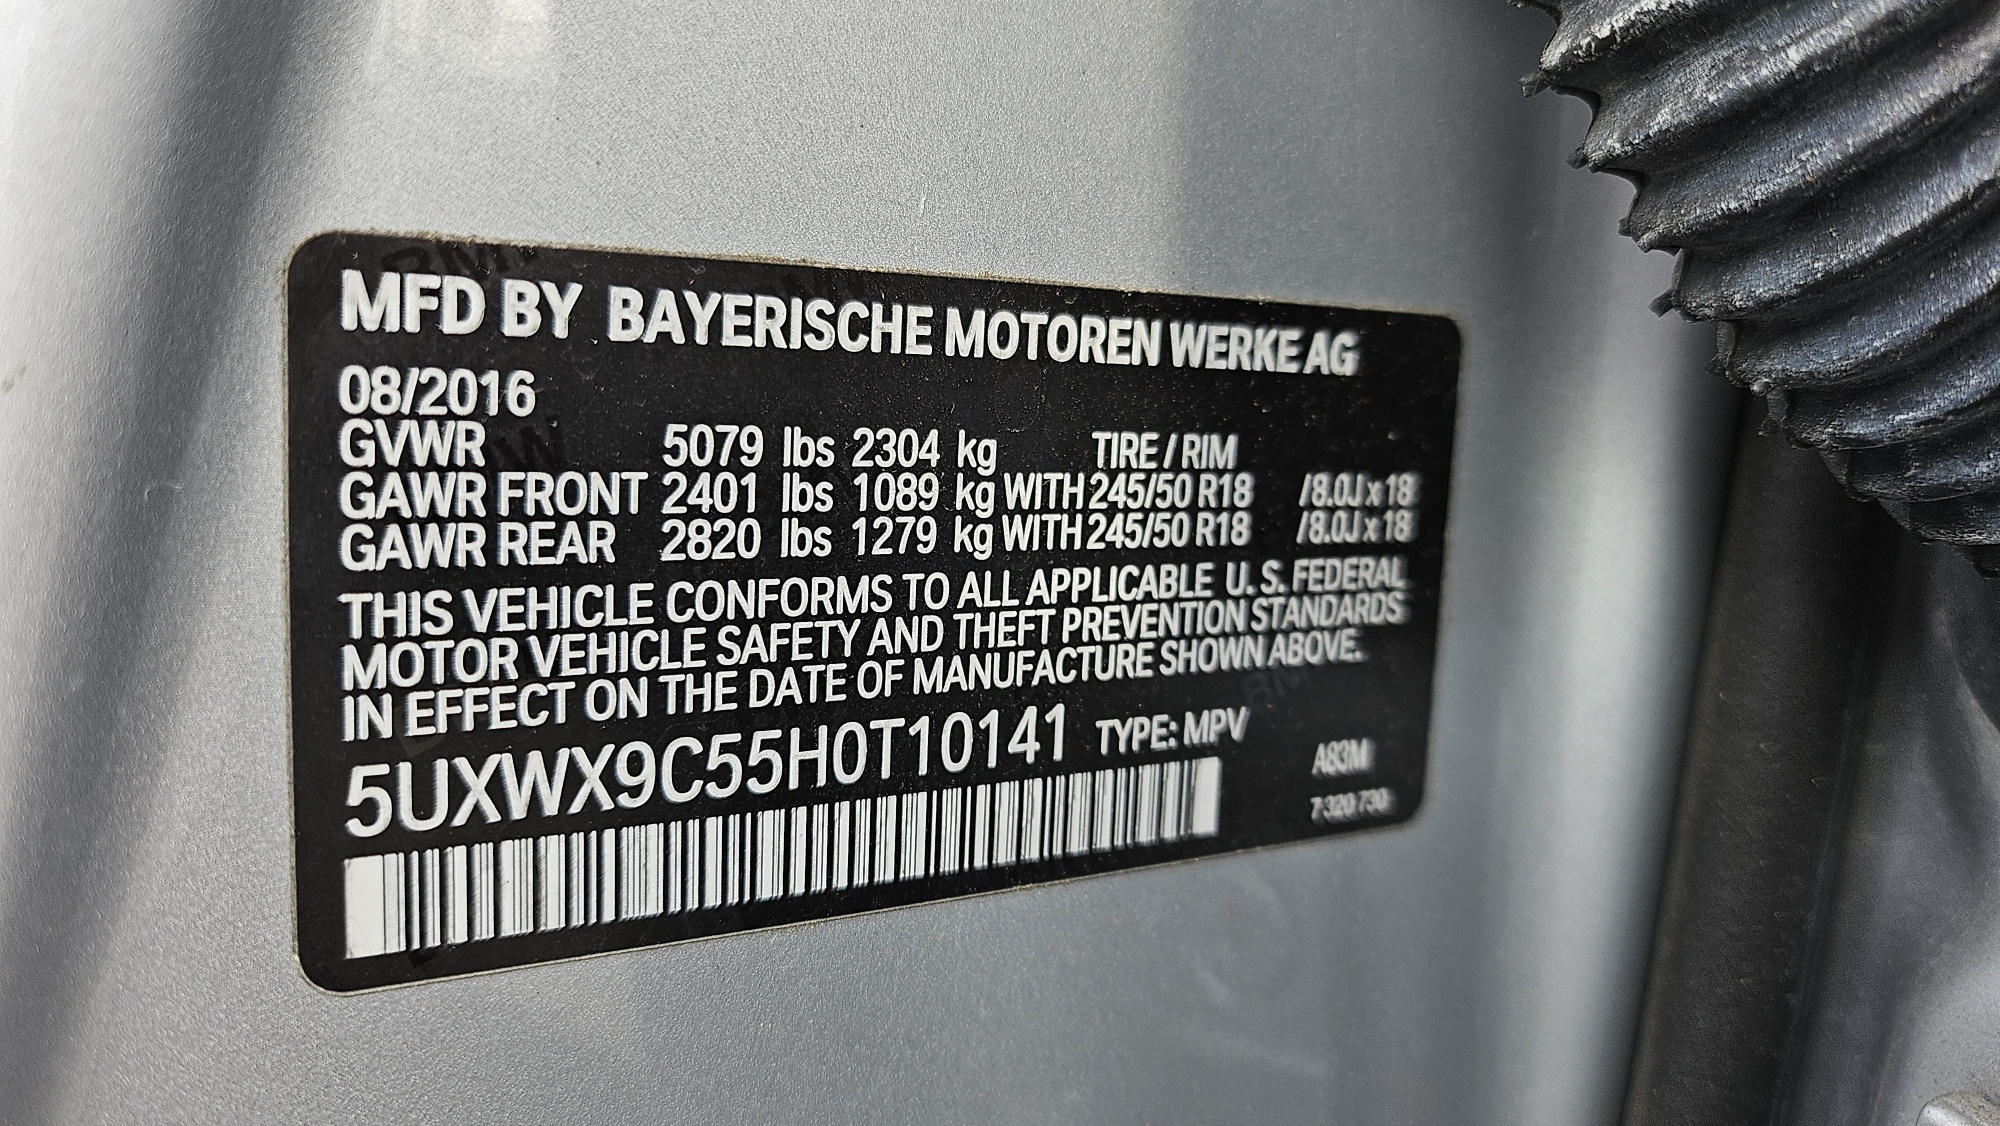 MFD BY BAYERISCHE MOTOREN WERKE AG
08/2016
GVWR 5079 lbs 2304 kg TIRE / RIM
GAWR FRONT 2401 lbs 1089 kg WITH 245/50 R18 /8.0J x 18
GAWR REAR 2820 lbs 1279 kg WITH 245/50 R18 /8.0J x 18
THIS VEHICLE CONFORMS TO ALL APPLICABLE U. S. FEDERAL
MOTOR VEHICLE SAFETY AND THEFT PREVENTION STANDARDS
IN EFFECT ON THE DATE OF MANUFACTURE SHOWN ABOVE.
5UXWX9C55H0T10141 TYPE: MPV
A83M
7 320 730